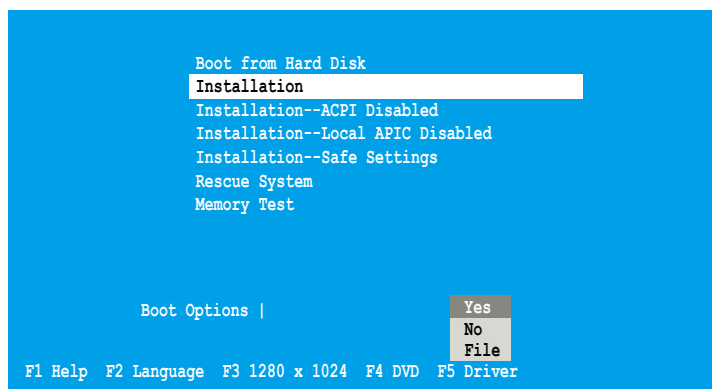 Boot from Hard Disk
Installation
Installation--ACPI Disabled
Installation--Local APIC Disabled
Installation--Safe Settings
Rescue System
Memory Test
Boot Options |
Yes
No
File
F1 Help F2 Language F3 1280 x 1024 F4 DVD F5 Driver